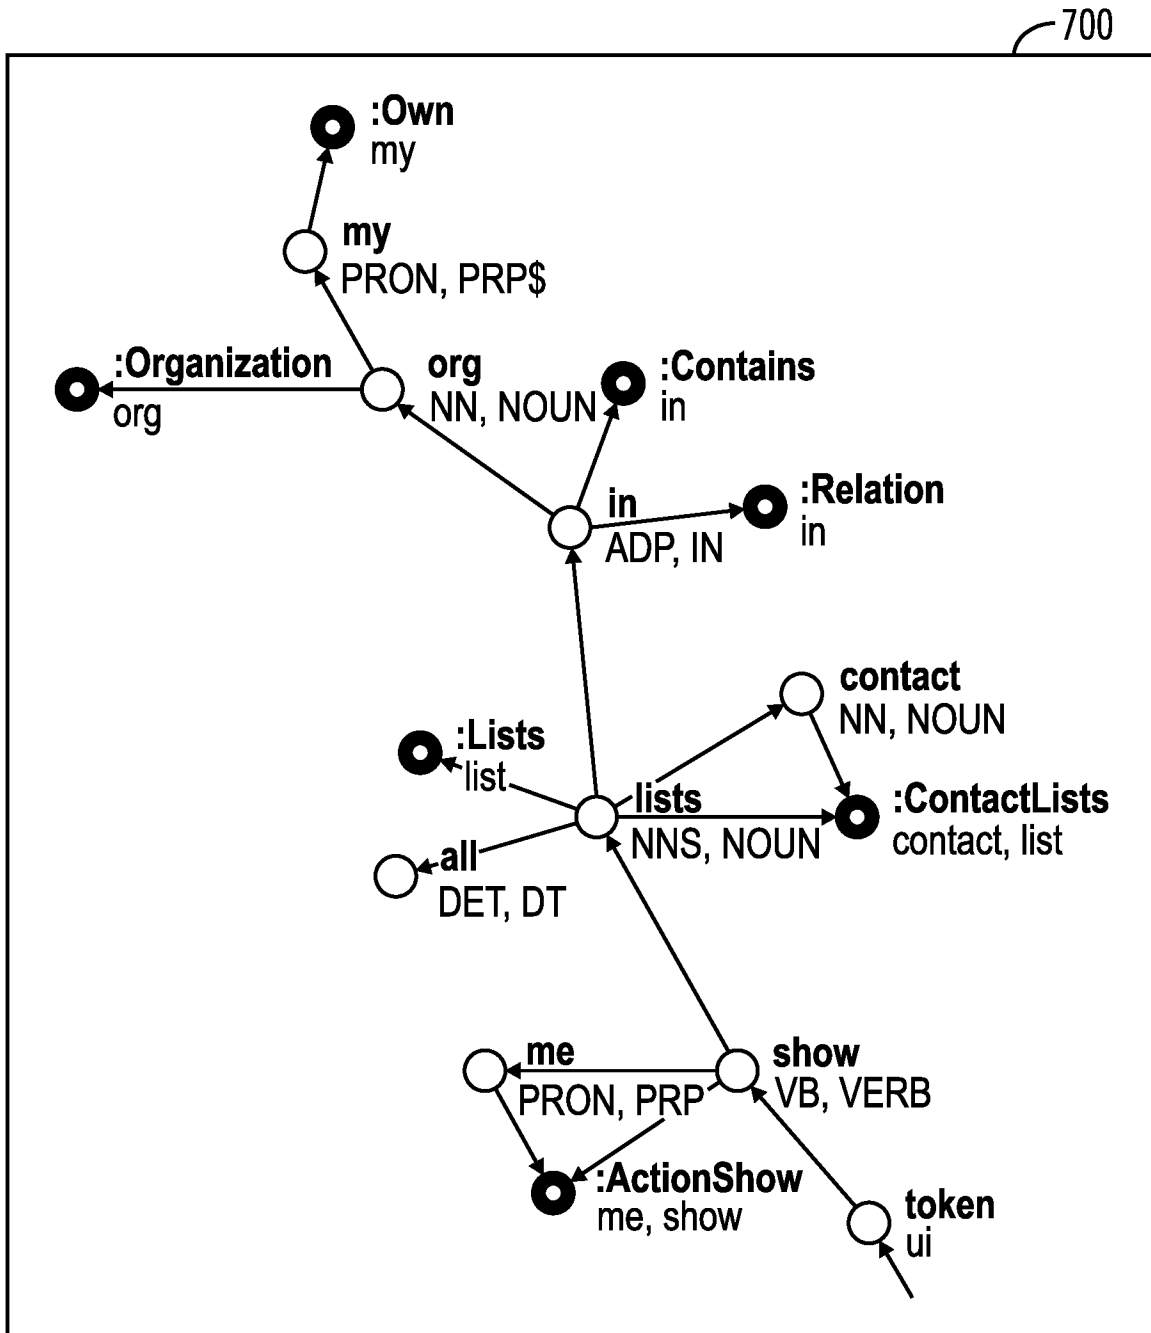 700
:Own
my
my
PRON, PRP$
:Organization
org
org
NN, NOUN
:Contains
in
in
ADP, IN
:Relation
in
contact
NN, NOUN
:Lists
list
lists
NNS, NOUN
:ContactLists
contact, list
all
DET, DT
me
PRON, PRP
show
VB, VERB
:ActionShow
me, show
token
ui